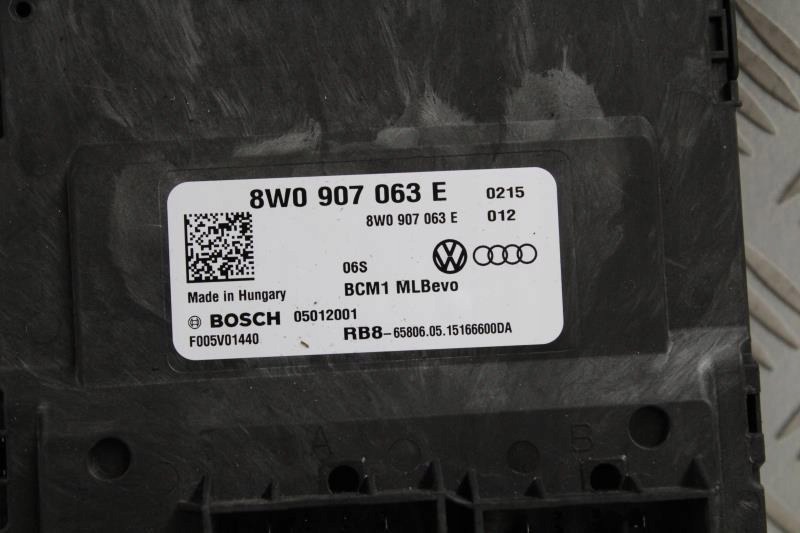 8W0 907 063 E 0215
8W0 907 063 E 012
06S
Made in Hungary BCM1 MLBevo
BOSCH 05012001
F005V01440 RB8-65806.05.15166600DA
A B